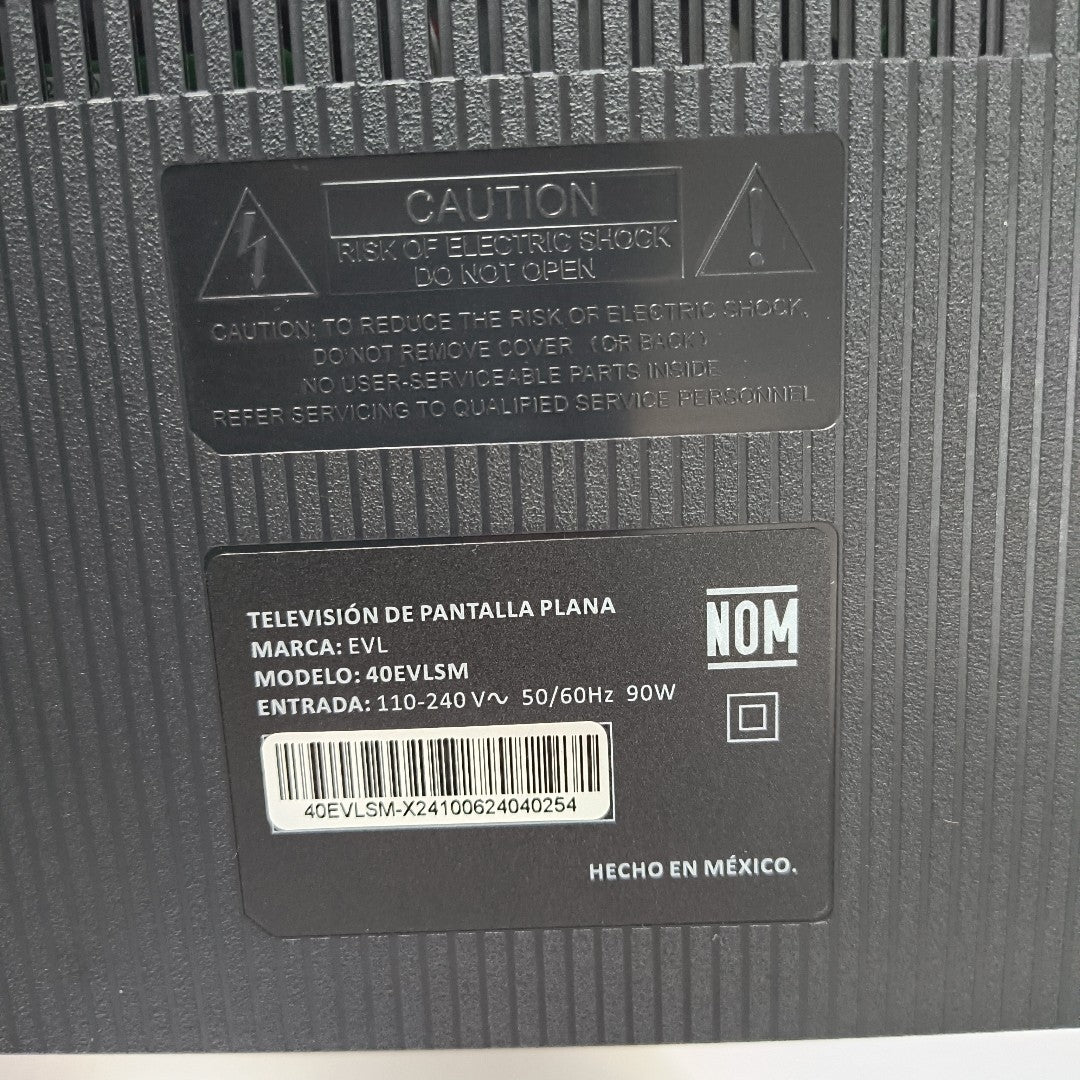 CAUTION
RISK OF ELECTRIC SHOCK
DO NOT OPEN
CAUTION: TO REDUCE THE RISK OF ELECTRIC SHOCK,
DO NOT REMOVE COVER (OR BACK)
NO USER-SERVICEABLE PARTS INSIDE
REFER SERVICING TO QUALIFIED SERVICE PERSONNEL
TELEVISIÓN DE PANTALLA PLANA
MARCA: EVL
MODELO: 40EVLSM
ENTRADA: 110-240 V~ 50/60Hz 90W
NOM
40EVLSM-X24100624040254
HECHO EN MÉXICO.